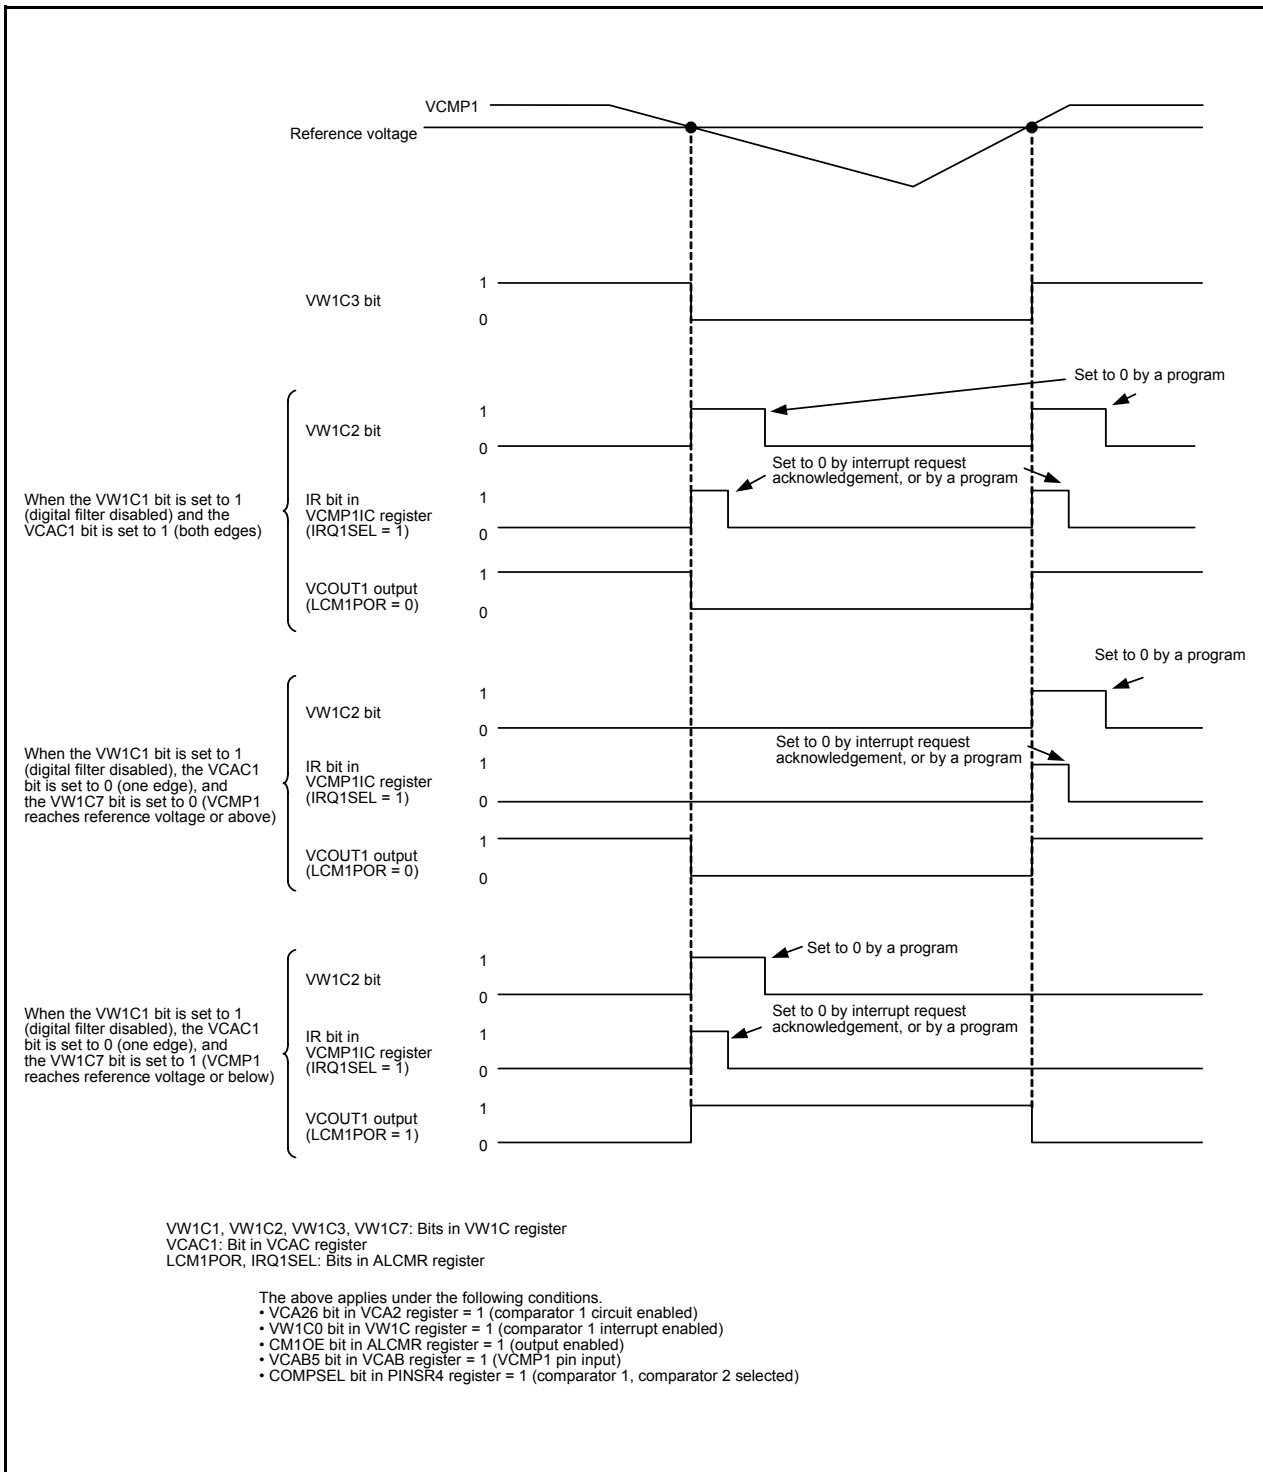 VCMP1
Reference voltage
VW1C3 bit
1
0
Set to 0 by a program
When the VW1C1 bit is set to 1
(digital filter disabled) and the
VCAC1 bit is set to 1 (both edges)
VW1C2 bit
1
0
Set to 0 by interrupt request
acknowledgement, or by a program
IR bit in
VCMP1IC register
(IRQ1SEL = 1)
1
0
VCOUT1 output
(LCM1POR = 0)
1
0
Set to 0 by a program
When the VW1C1 bit is set to 1
(digital filter disabled), the VCAC1
bit is set to 0 (one edge), and
the VW1C7 bit is set to 0 (VCMP1
reaches reference voltage or above)
VW1C2 bit
1
0
Set to 0 by interrupt request
acknowledgement, or by a program
IR bit in
VCMP1IC register
(IRQ1SEL = 1)
1
0
VCOUT1 output
(LCM1POR = 0)
1
0
Set to 0 by a program
When the VW1C1 bit is set to 1
(digital filter disabled), the VCAC1
bit is set to 0 (one edge), and
the VW1C7 bit is set to 1 (VCMP1
reaches reference voltage or below)
VW1C2 bit
1
0
Set to 0 by interrupt request
acknowledgement, or by a program
IR bit in
VCMP1IC register
(IRQ1SEL = 1)
1
0
VCOUT1 output
(LCM1POR = 1)
1
0
VW1C1, VW1C2, VW1C3, VW1C7: Bits in VW1C register
VCAC1: Bit in VCAC register
LCM1POR, IRQ1SEL: Bits in ALCMR register
The above applies under the following conditions.
• VCA26 bit in VCA2 register = 1 (comparator 1 circuit enabled)
• VW1C0 bit in VW1C register = 1 (comparator 1 interrupt enabled)
• CM1OE bit in ALCMR register = 1 (output enabled)
• VCAB5 bit in VCAB register = 1 (VCMP1 pin input)
• COMPSEL bit in PINSR4 register = 1 (comparator 1, comparator 2 selected)